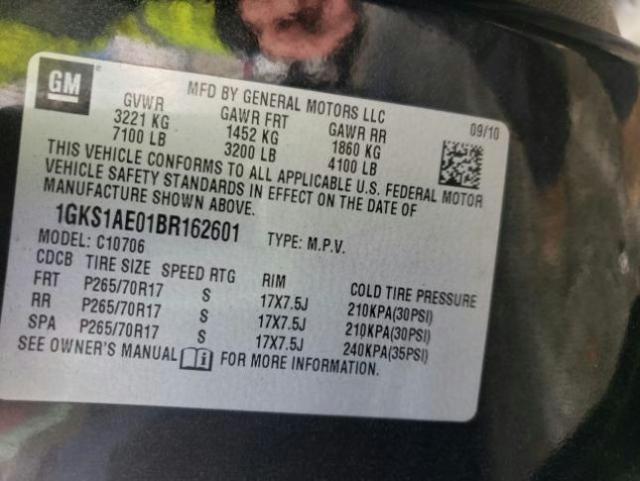 GM
MFD BY GENERAL MOTORS LLC
09/10
GVWR GAWR FRT GAWR RR
3221 KG 1452 KG 1860 KG
7100 LB 3200 LB 4100 LB
THIS VEHICLE CONFORMS TO ALL APPLICABLE U.S. FEDERAL MOTOR
VEHICLE SAFETY STANDARDS IN EFFECT ON THE DATE OF
MANUFACTURE SHOWN ABOVE.
1GKS1AE01BR162601 TYPE: M.P.V.
MODEL: C10706
CDCB TIRE SIZE SPEED RTG RIM COLD TIRE PRESSURE
FRT P265/70R17 S 17X7.5J 210KPA(30PSI)
RR P265/70R17 S 17X7.5J 210KPA(30PSI)
SPA P265/70R17 S 17X7.5J 240KPA(35PSI)
SEE OWNER'S MANUAL FOR MORE INFORMATION.